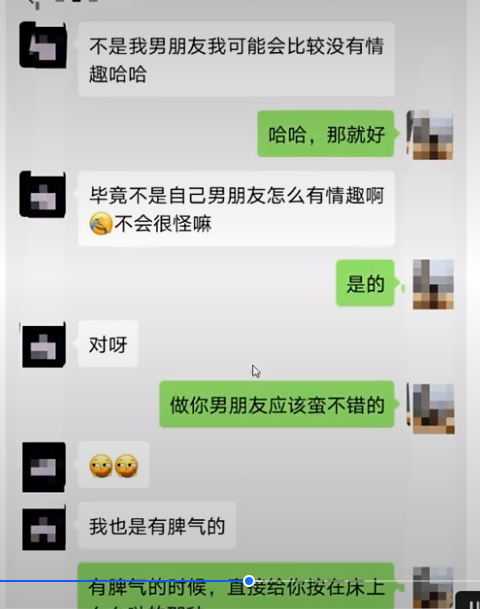 不是我男朋友我可能会比较没有情
趣哈哈
哈哈，那就好
毕竟不是自己男朋友怎么有情趣啊
不会很怪嘛
是的
对呀
做你男朋友应该蛮不错的
我也是有脾气的
有脾气的时候，直接给你按在床上